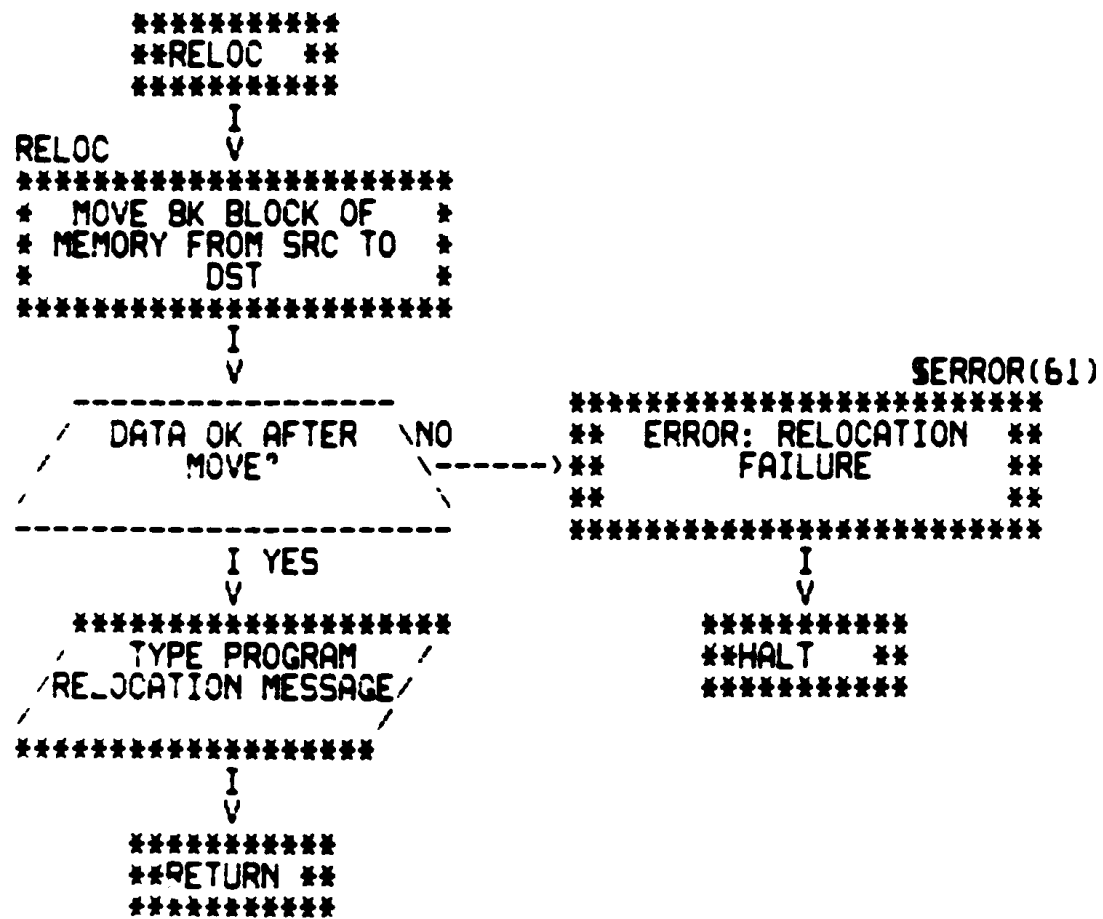 ***********
**RELOC  **
***********
I
V
RELOC
***********************
*  MOVE 8K BLOCK OF   *
* MEMORY FROM SRC TO  *
*         DST         *
***********************
I
V
$ERROR(61)
-----------------
/  DATA OK AFTER  \NO
/      MOVE?      \------>
/ \
-----------------------
*************************
**  ERROR: RELOCATION  **
**       FAILURE       **
**                     **
*************************
I YES
V
I
V
********************
/  TYPE PROGRAM   /
/RELOCATION MESSAGE/
/ /
*******************
***********
**HALT   **
***********
I
V
***********
**RETURN **
***********